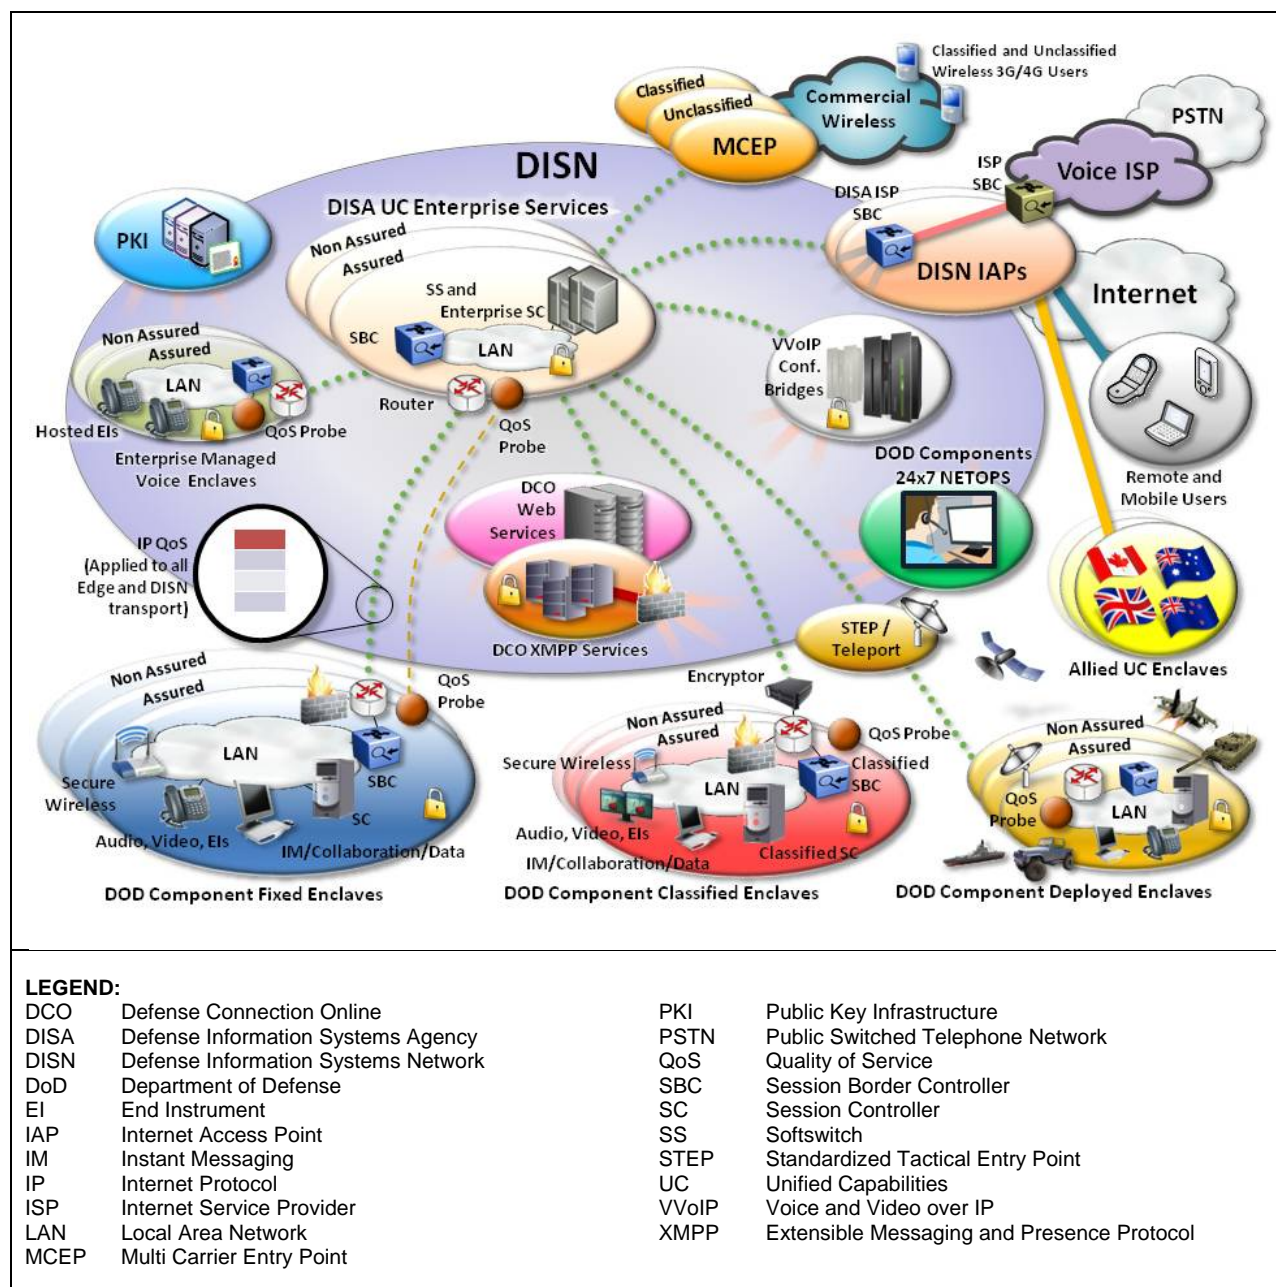 Classified and Unclassified
Wireless 3G/4G Users
Classified
Unclassified
MCEP
Commercial
Wireless
PSTN
Voice ISP
ISP
SBC
DISA ISP
SBC
DISN IAPs
Internet
DISN
DISA UC Enterprise Services
Non Assured
Assured
SS and
Enterprise SC
SBC
LAN
PKI
Non Assured
Assured
LAN
Hosted EIs
QoS Probe
Enterprise Managed
Voice Enclaves
Router
QoS
Probe
VVoIP
Conf.
Bridges
DOD Components
24x7 NETOPS
Remote and
Mobile Users
DCO
Web
Services
DCO XMPP Services
IP QoS
(Applied to all
Edge and DISN
transport)
STEP /
Teleport
Allied UC Enclaves
Non Assured
Assured
QoS
Probe
LAN
SBC
Secure
Wireless
SC
Audio, Video, EIs
IM/Collaboration/Data
DOD Component Fixed Enclaves
Encryptor
Non Assured
Assured
QoS Probe
Secure Wireless
LAN
Classified
SBC
Audio, Video, EIs
IM/Collaboration/Data
Classified SC
DOD Component Classified Enclaves
Non Assured
Assured
QoS
Probe
LAN
DOD Component Deployed Enclaves
LEGEND:
DCO Defense Connection Online
DISA Defense Information Systems Agency
DISN Defense Information Systems Network
DoD Department of Defense
EI End Instrument
IAP Internet Access Point
IM Instant Messaging
IP Internet Protocol
ISP Internet Service Provider
LAN Local Area Network
MCEP Multi Carrier Entry Point
PKI Public Key Infrastructure
PSTN Public Switched Telephone Network
QoS Quality of Service
SBC Session Border Controller
SC Session Controller
SS Softswitch
STEP Standardized Tactical Entry Point
UC Unified Capabilities
VVoIP Voice and Video over IP
XMPP Extensible Messaging and Presence Protocol